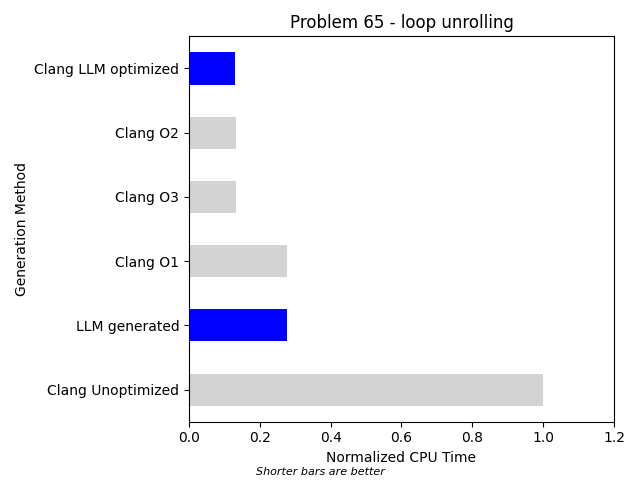 Problem 65 - loop unrolling
Clang LLM optimized
Clang O2
Clang O3
Clang O1
LLM generated
Clang Unoptimized
Generation Method
0.0 0.2 0.4 0.6 0.8 1.0 1.2
Normalized CPU Time
Shorter bars are better